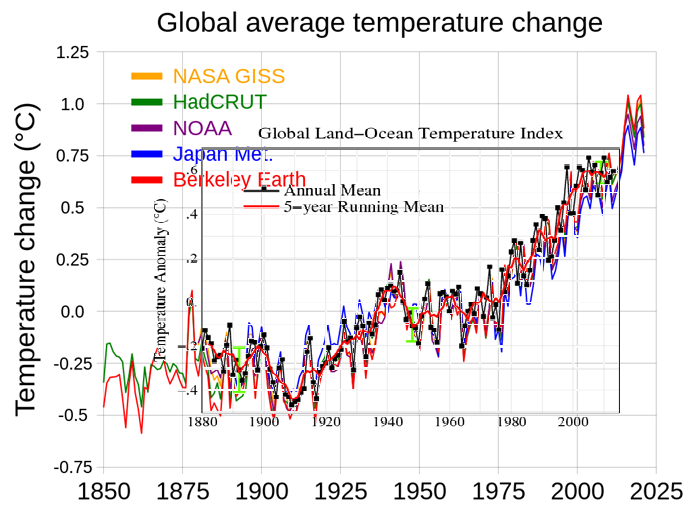 Global average temperature change
1.25
1.0
0.75
0.5
0.25
0.0
-0.25
-0.5
-0.75
Temperature change (°C)
NASA GISS
HadCRUT
NOAA
Japan Met.
Berkeley Earth
Global Land−Ocean Temperature Index
Annual Mean
5−year Running Mean
Temperature Anomaly (°C)
.6
.4
.2
0.
−.2
−.4
1880 1900 1920 1940 1960 1980 2000
1850 1875 1900 1925 1950 1975 2000 2025